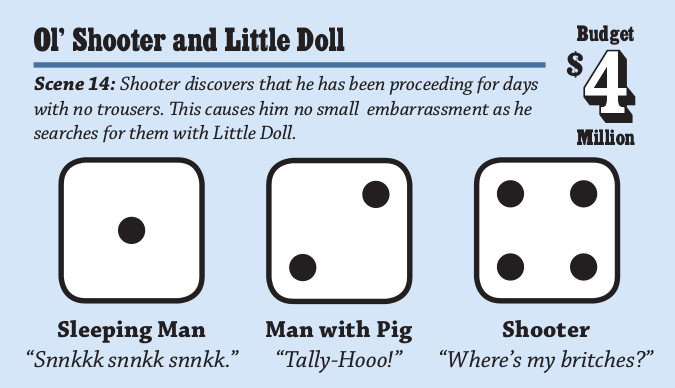 Ol’ Shooter and Little Doll
Budget
$4
Million
Scene 14: Shooter discovers that he has been proceeding for days
with no trousers. This causes him no small embarrassment as he
searches for them with Little Doll.
Sleeping Man
Man with Pig
Shooter
“Snnkkk snnkk snnkk.”
“Tally-Hooo!”
“Where’s my britches?”